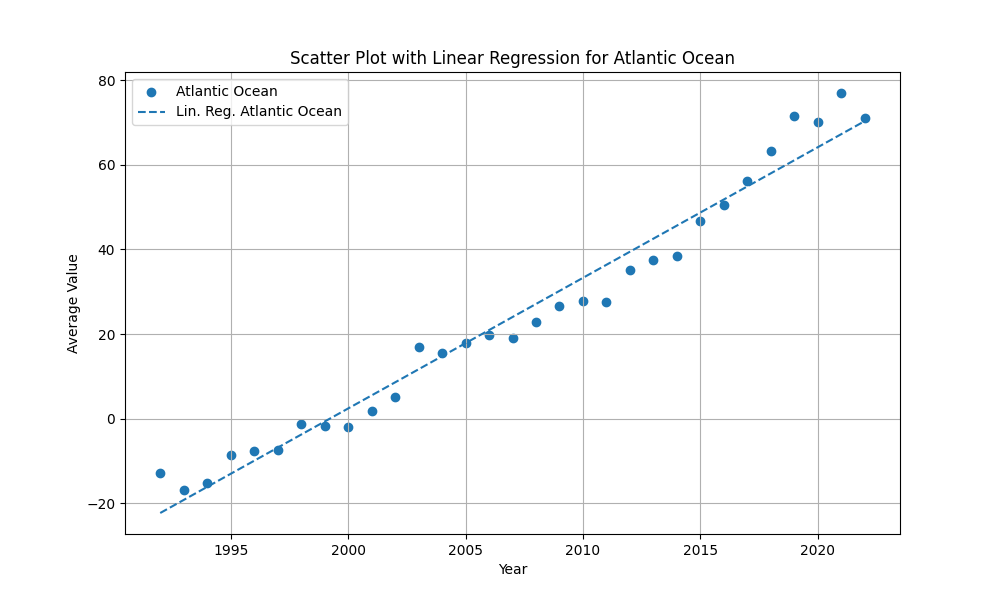 Scatter Plot with Linear Regression for Atlantic Ocean
Atlantic Ocean
Lin. Reg. Atlantic Ocean
80
60
40
20
0
−20
Average Value
1995 2000 2005 2010 2015 2020
Year